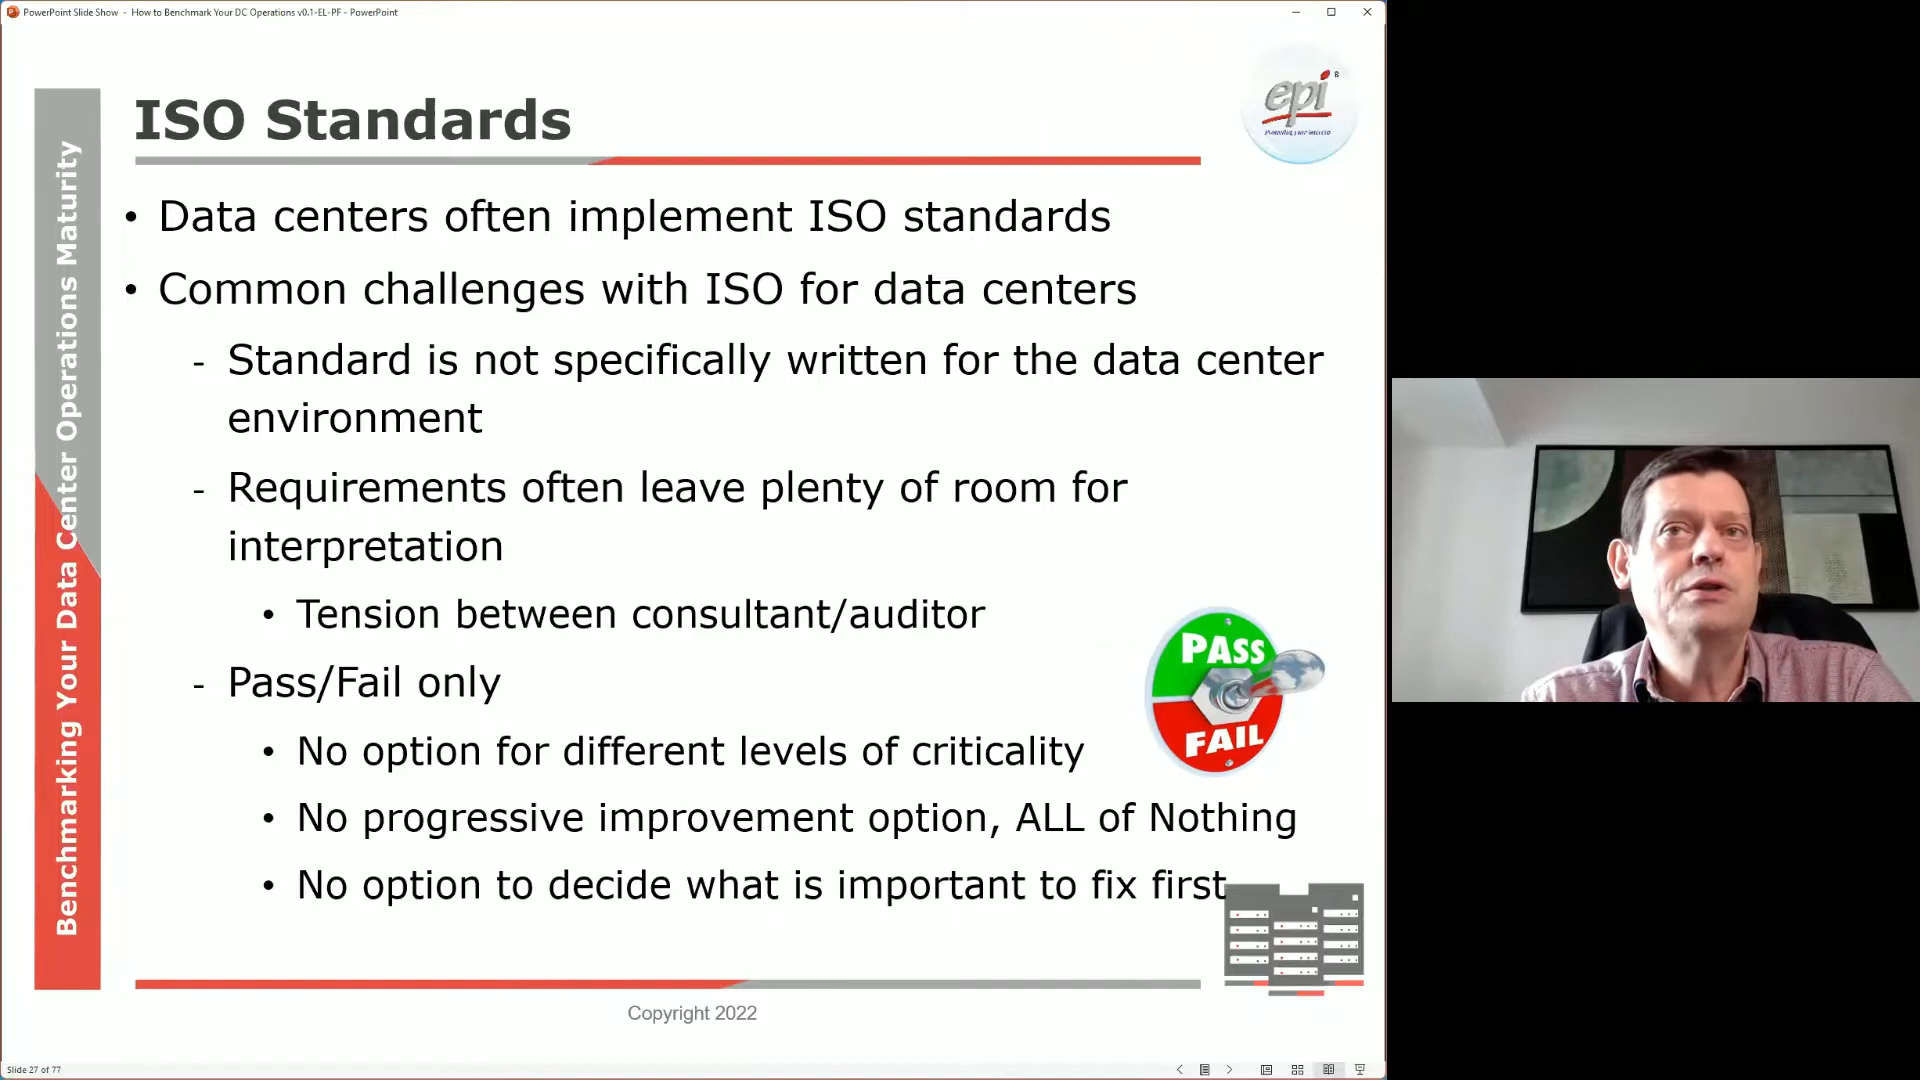 PowerPoint Slide Show - How to Benchmark Your DC Operations v0.1-EL-PF - PowerPoint
Benchmarking Your Data Center Operations Maturity
ISO Standards
epi
®
• Data centers often implement ISO standards
• Common challenges with ISO for data centers
- Standard is not specifically written for the data center
environment
- Requirements often leave plenty of room for
interpretation
• Tension between consultant/auditor
- Pass/Fail only
PASS
FAIL
• No option for different levels of criticality
• No progressive improvement option, ALL of Nothing
• No option to decide what is important to fix first
Copyright 2022
Slide 27 of 77